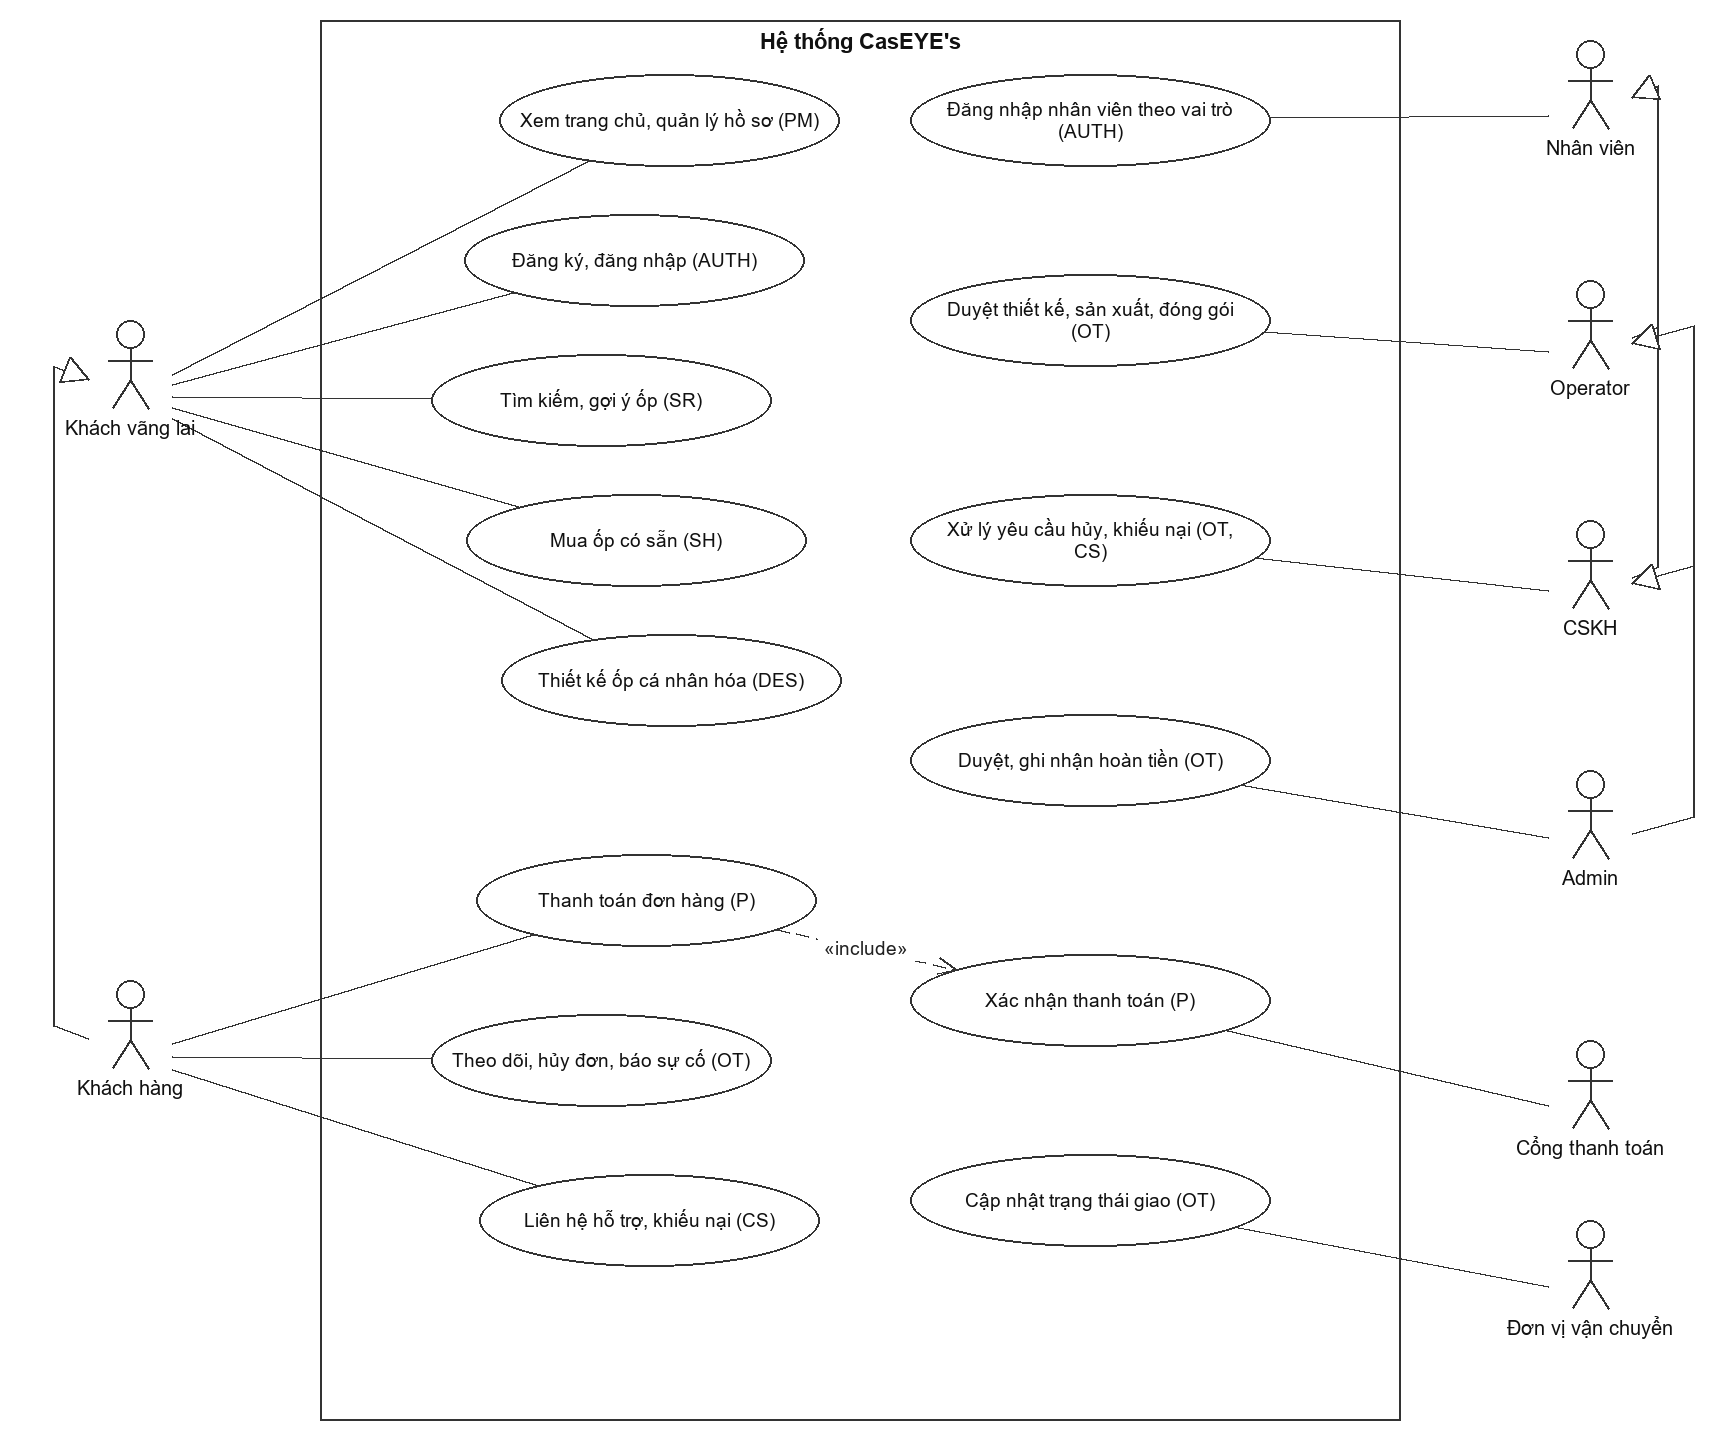 Hệ thống CasEYE's
Xem trang chủ, quản lý hồ sơ (PM)
Đăng ký, đăng nhập (AUTH)
Tìm kiếm, gợi ý ốp (SR)
Mua ốp có sẵn (SH)
Thiết kế ốp cá nhân hóa (DES)
Thanh toán đơn hàng (P)
«include»
Theo dõi, hủy đơn, báo sự cố (OT)
Liên hệ hỗ trợ, khiếu nại (CS)
Đăng nhập nhân viên theo vai trò
(AUTH)
Duyệt thiết kế, sản xuất, đóng gói
(OT)
Xử lý yêu cầu hủy, khiếu nại (OT,
CS)
Duyệt, ghi nhận hoàn tiền (OT)
Xác nhận thanh toán (P)
Cập nhật trạng thái giao (OT)
Khách vãng lai
Khách hàng
Nhân viên
Operator
CSKH
Admin
Cổng thanh toán
Đơn vị vận chuyển